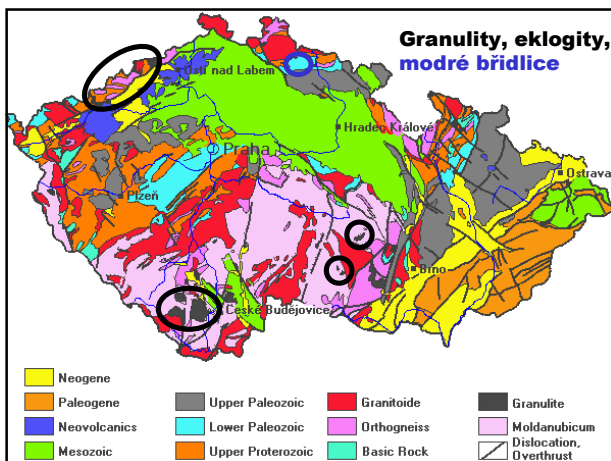 Granulity, eklogity,
modré břidlice
Ústí nad Labem
Hradec Králové
Praha
Ostrava
Plzeň
Brno
České Budějovice
Neogene
Paleogene
Neovolcanics
Mesozoic
Upper Paleozoic
Lower Paleozoic
Upper Proterozoic
Granitoide
Orthogneiss
Basic Rock
Granulite
Moldanubicum
Dislocation,
Overthrust